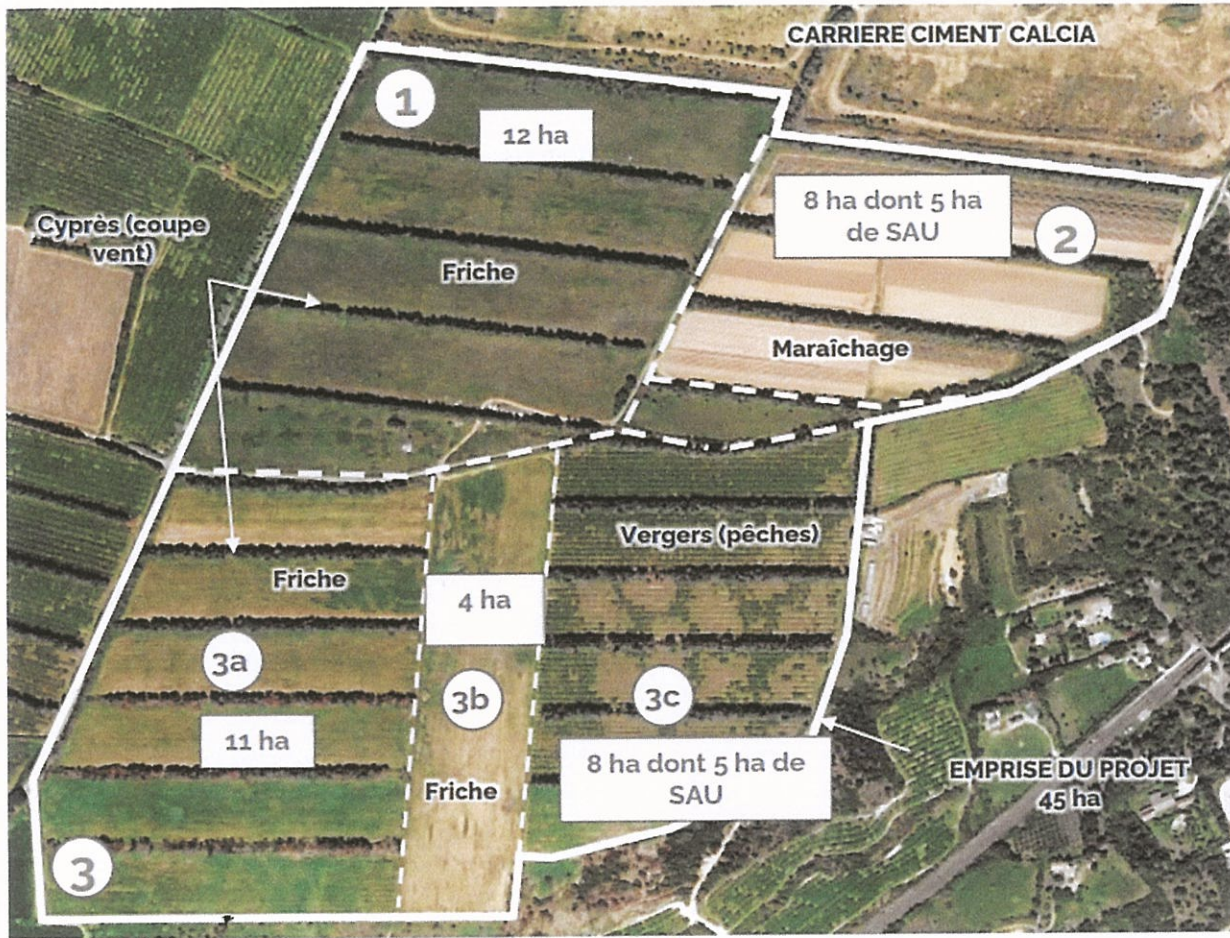 CARRIERE CIMENT CALCIA
1
12 ha
8 ha dont 5 ha
de SAU
2
Cyprès (coupe
vent)
Friche
Maraîchage
Vergers (pêches)
Friche
4 ha
3a
3b
3c
11 ha
8 ha dont 5 ha de
SAU
Friche
EMPRISE DU PROJET
45 ha
3